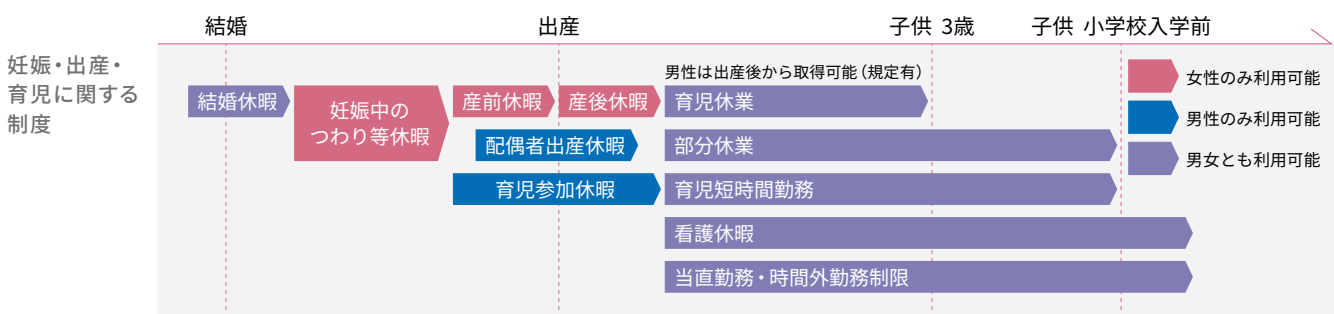 結婚
出産
子供 3歳
子供 小学校入学前
妊娠・出産・
育児に関する
制度
男性は出産後から取得可能（規定有）
結婚休暇
妊娠中の
つわり等休暇
産前休暇
産後休暇
育児休業
配偶者出産休暇
部分休業
育児参加休暇
育児短時間勤務
看護休暇
当直勤務・時間外勤務制限
女性のみ利用可能
男性のみ利用可能
男女とも利用可能